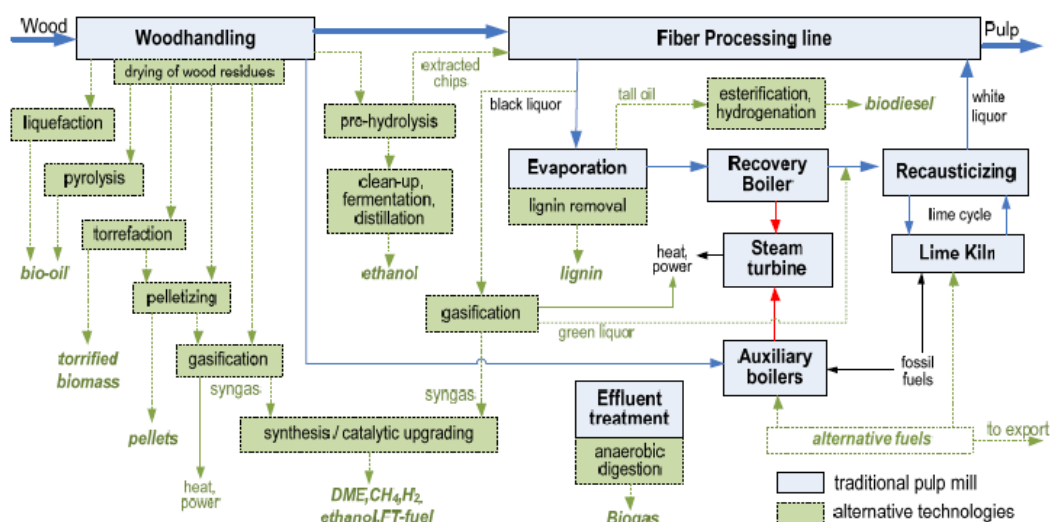 Wood
Woodhandling
Fiber Processing line
Pulp
drying of wood residues
extracted
chips
liquefaction
pro-hydrolysis
black liquor
tall oil
esterification,
hydrogenation
biodiesel
white
liquor
pyrolysis
clean-up,
fermentation,
distillation
Evaporation
lignin removal
Recovery
Boiler
Recausticizing
lime cycle
torrefaction
bio-oil
ethanol
lignin
heat,
power
Steam
turbine
Lime Kiln
pelletizing
gasification
green liquor
torrified
biomass
gasification
syngas
syngas
Auxiliary
boilers
fossil
fuels
pellets
synthesis / catalytic upgrading
Effluent
treatment
anaerobic
digestion
alternative fuels
to export
heat,
power
DME,CH4,H2,
ethanol,FT-fuel
Biogas
traditional pulp mill
alternative technologies